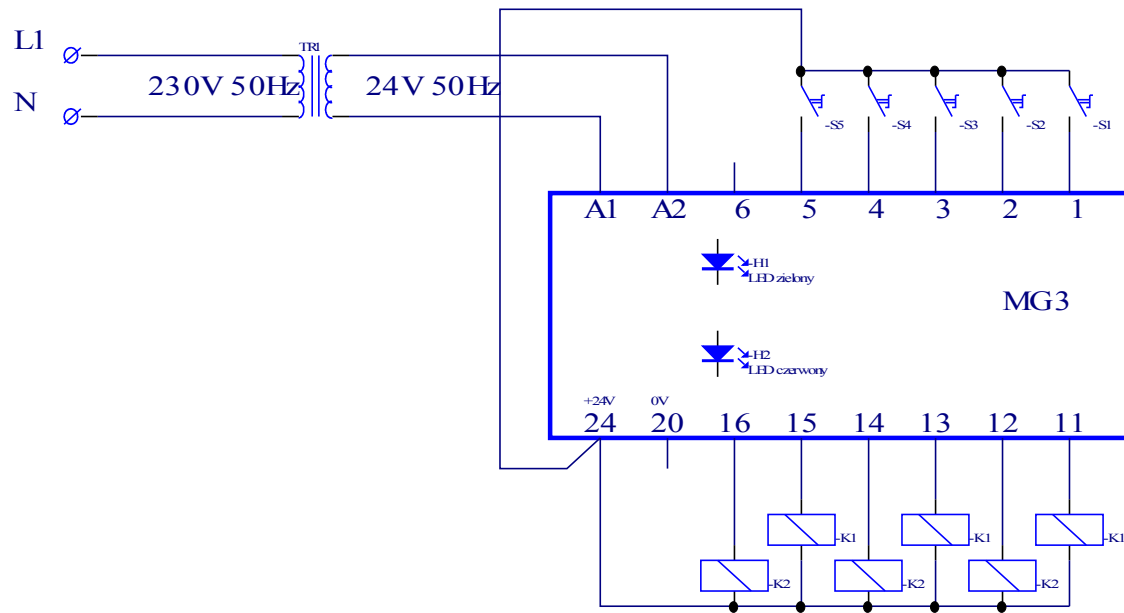 L1
TR1
230V 50Hz
24V 50Hz
N
-S5
-S4
-S3
-S2
-S1
A1
A2
6
5
4
3
2
1
-H1
LED zielony
MG3
-H2
LED czerwony
+24V
0V
24
20
16
15
14
13
12
11
-K1
-K1
-K1
-K2
-K2
-K2